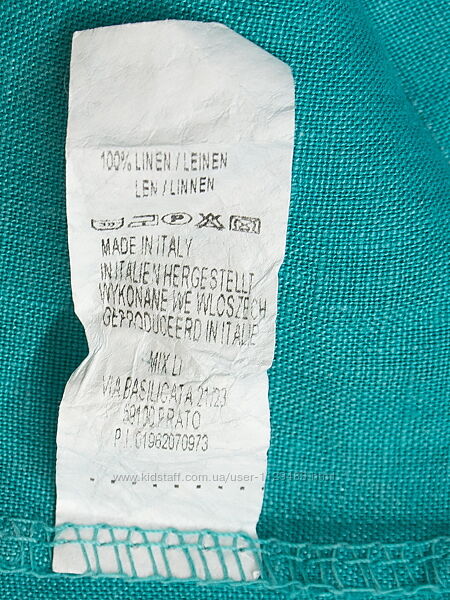 100% LINEN / LEINEN
LEN / LINNEN
MADE IN ITALY
IN ITALIEN HERGESTELLT
WYKONANE WE WLOSZECH
GEPRODUCEERD IN ITALIE
MIX LI
VIA BASILICATA 21/23
59100 PRATO
P.I. 01962070973